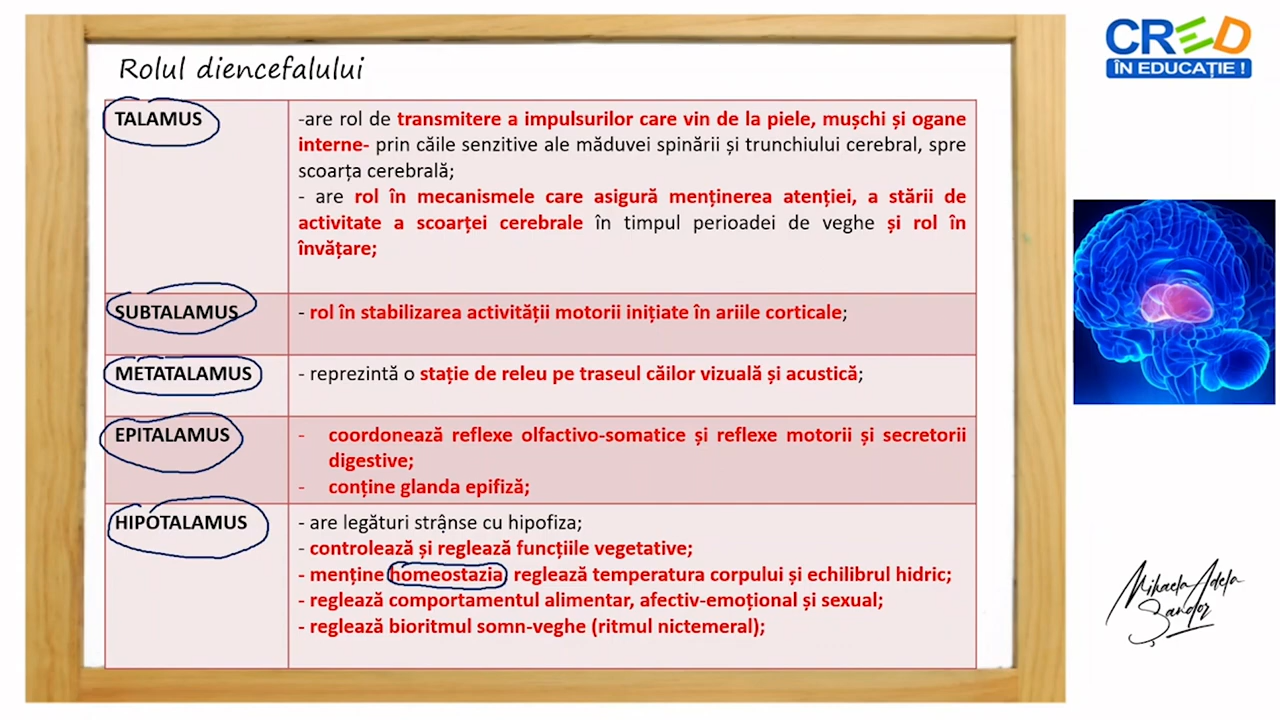 CRED
ÎN EDUCAȚIE !
Rolul diencefalului
TALAMUS
-are rol de transmitere a impulsurilor care vin de la piele, mușchi și ogane
interne- prin căile senzitive ale măduvei spinării și trunchiului cerebral, spre
scoarța cerebrală;
- are rol în mecanismele care asigură menținerea atenției, a stării de
activitate a scoarței cerebrale în timpul perioadei de veghe și rol în
învățare;
SUBTALAMUS
- rol în stabilizarea activității motorii inițiate în ariile corticale;
METATALAMUS
- reprezintă o stație de releu pe traseul căilor vizuală și acustică;
EPITALAMUS
- coordonează reflexe olfactivo-somatice și reflexe motorii și secretorii
digestive;
- conține glanda epifiză;
HIPOTALAMUS
- are legături strânse cu hipofiza;
- controlează și reglează funcțiile vegetative;
- menține homeostazia reglează temperatura corpului și echilibrul hidric;
- reglează comportamentul alimentar, afectiv-emoțional și sexual;
- reglează bioritmul somn-veghe (ritmul nictemeral);
Mihaela Adela
Șandor